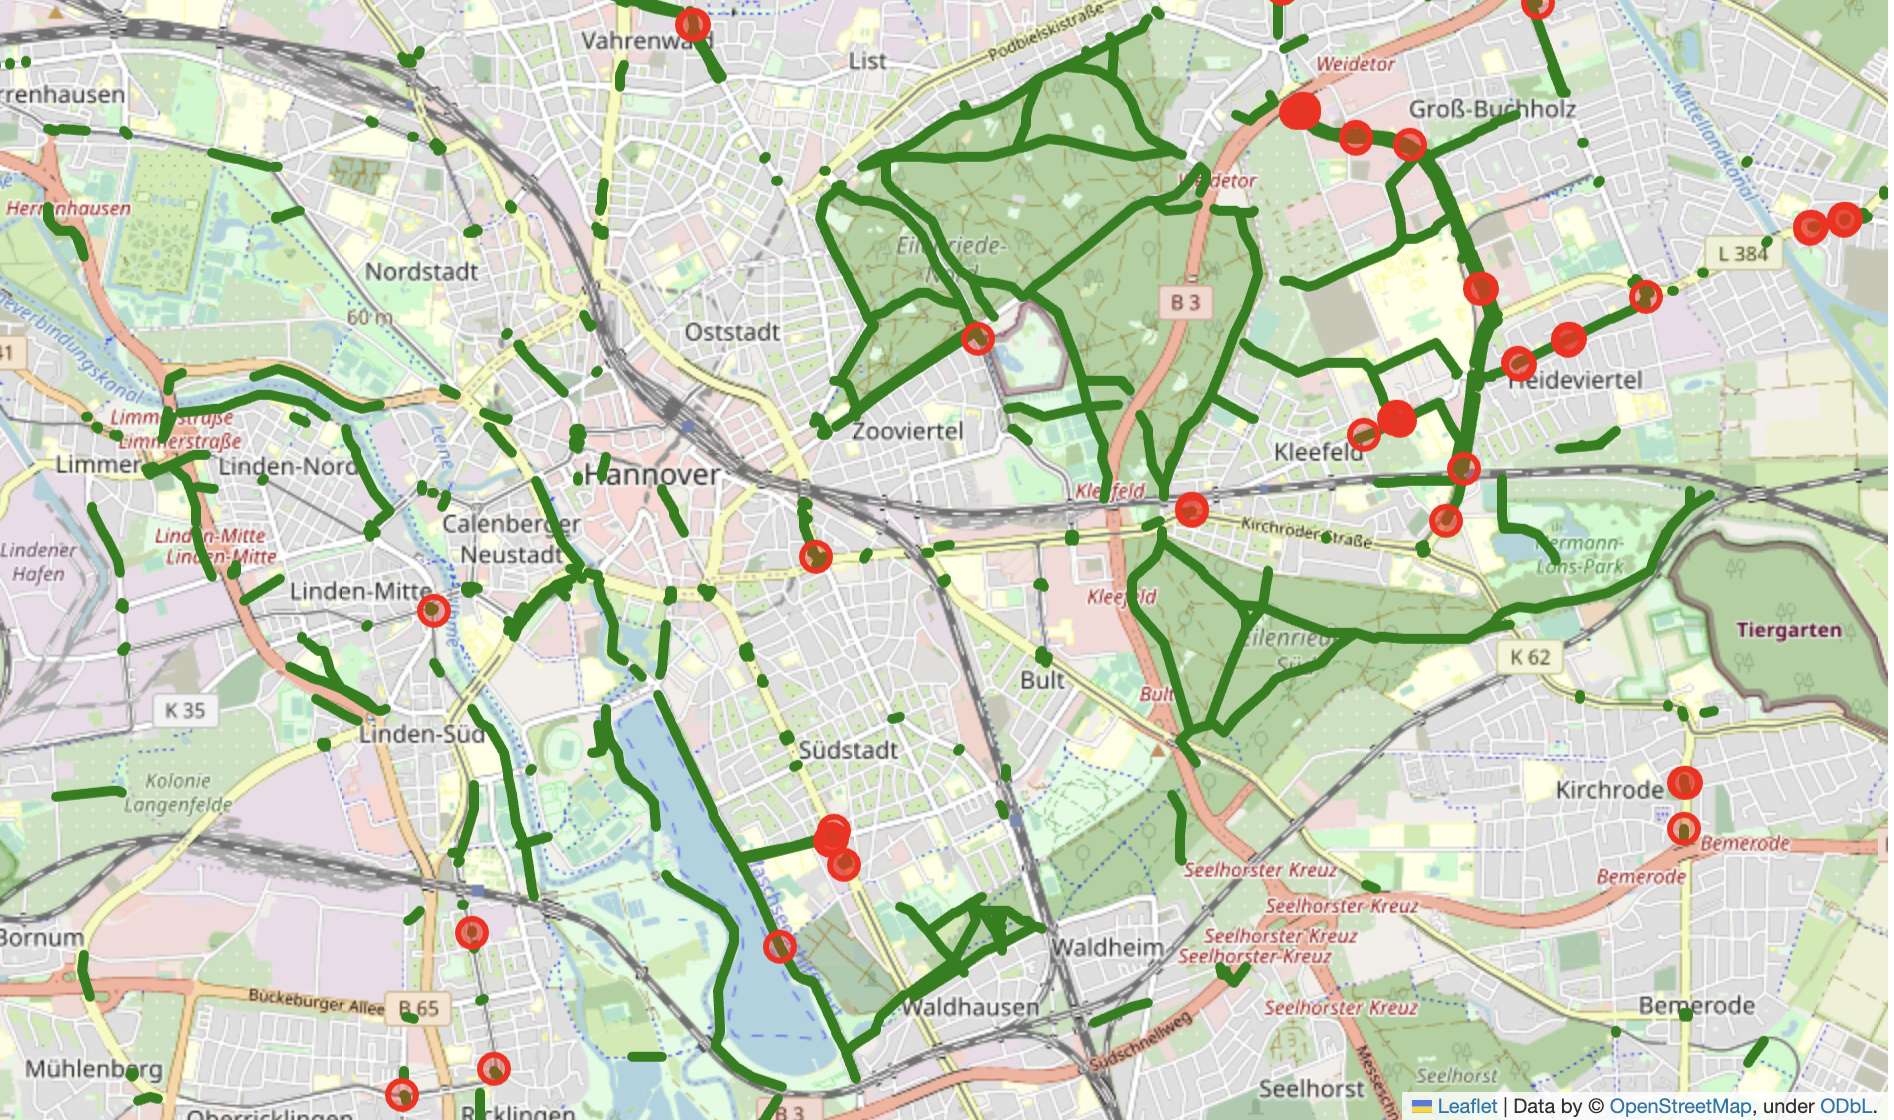 Vahrenwald
List
Podbielskistraße
Weidetor
Groß-Buchholz
Mittellandkanal
Herrenhausen
Weidetor
Nordstadt
Eilenriede-
L 384
60 m
B 3
Oststadt
41
Heideviertel
Limmerstraße
Limmerstraße
Zooviertel
Leine
Limmer
Linden-Nord
Kleefeld
Hannover
Kleefeld
Calenberger
Neustadt
Kirchröder Straße
Linden-Mitte
Linden-Mitte
Lindener
Hafen
Hermann-
Löns-Park
Linden-Mitte
Kleefeld
Tiergarten
Eilenriede
K 62
Bult
Bult
K 35
Linden-Süd
Südstadt
Kolonie
Langenfelde
Kirchrode
Bemerode
Seelhorster Kreuz
Bemerode
Seelhorster Kreuz
Bornum
Waldheim
Seelhorster Kreuz
Seelhorster Kreuz
Bückeburger Allee
B 65
Waldhausen
Seelhorster Kreuz
Bemerode
Südschnellweg
Mühlenberg
Seelhorst
Seelhorst
Oberricklingen
Ricklingen
B 3
Leaflet | Data by © OpenStreetMap, under ODbL.